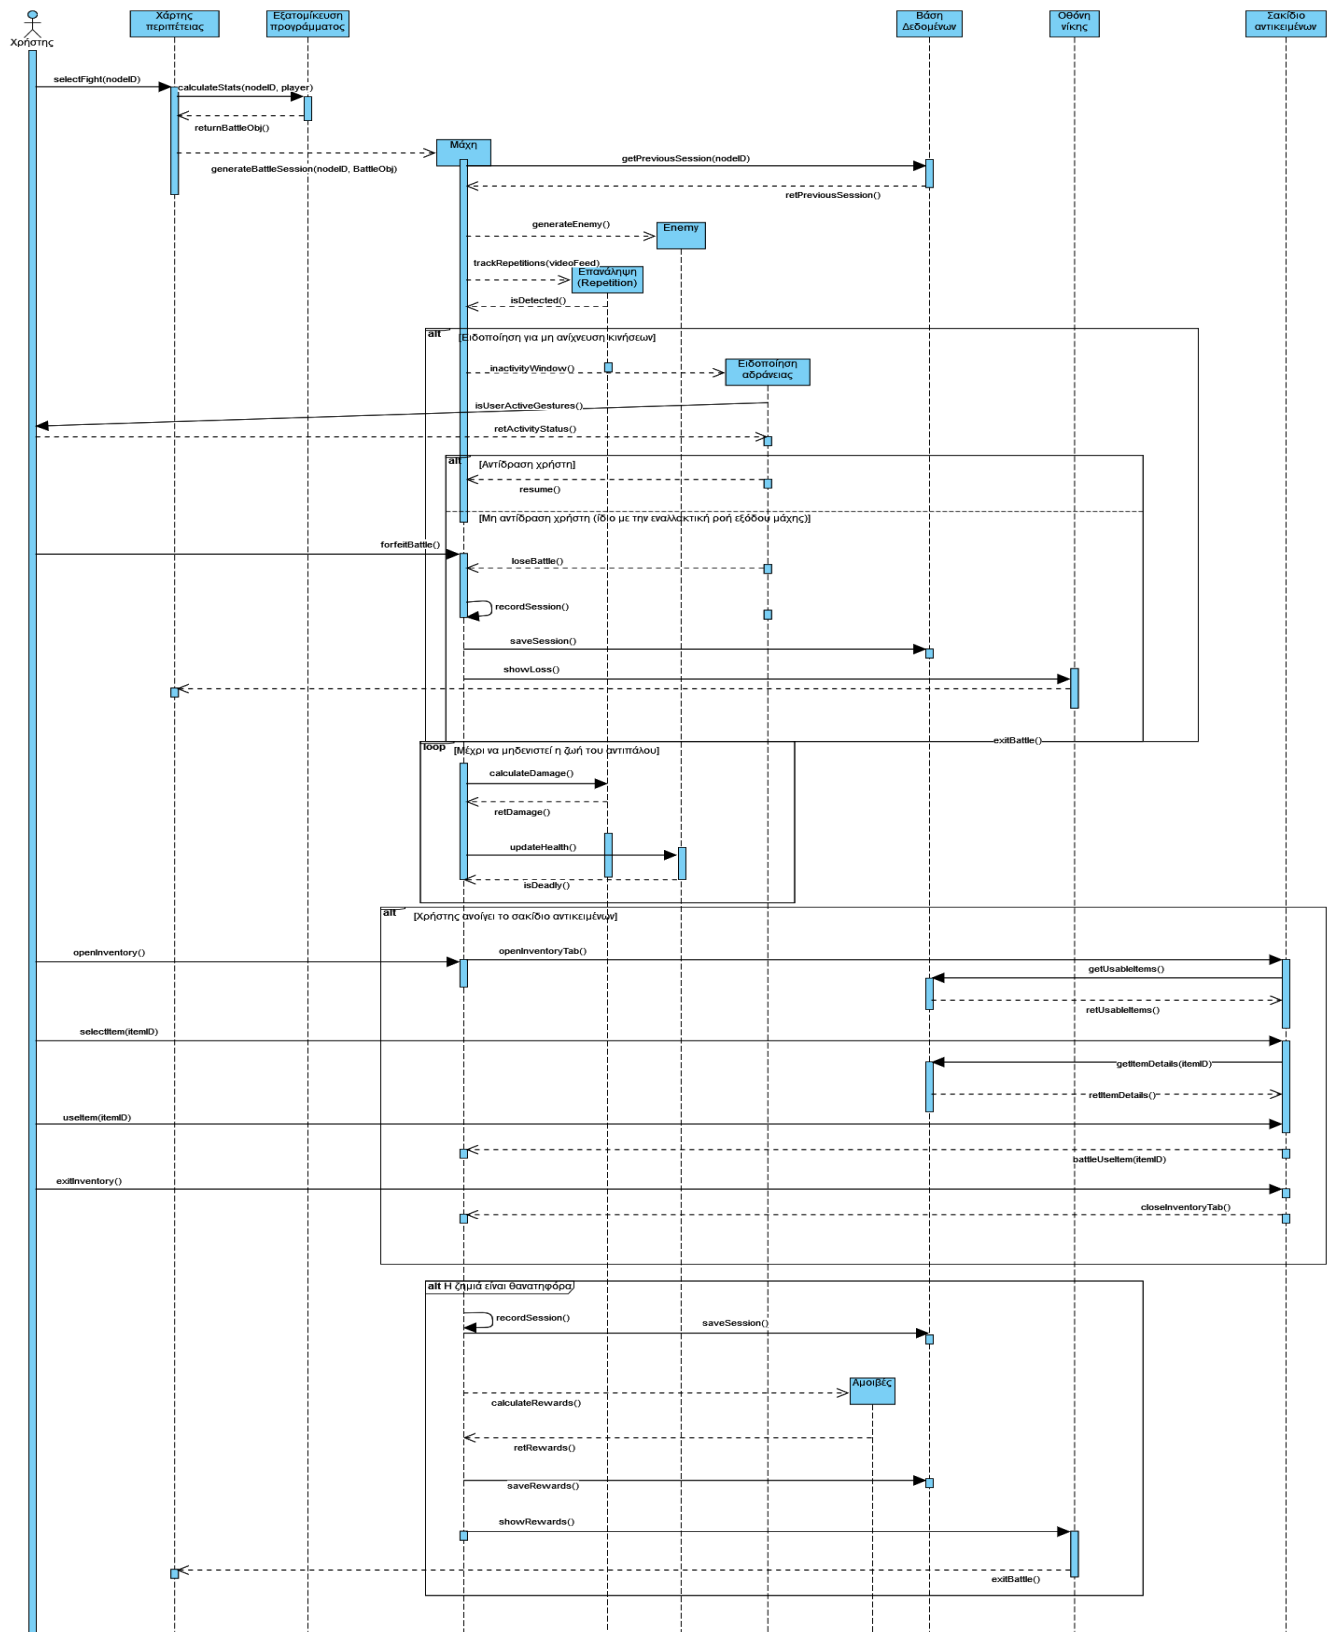 Χρήστης
Χάρτης
περιπέτειας
Εξατομίκευση
προγράμματος
Βάση
Δεδομένων
Οθόνη
νίκης
Σακίδιο
αντικειμένων
selectFight(nodeID)
calculateStats(nodeID, player)
returnBattleObj()
Μάχη
generateBattleSession(nodeID, BattleObj)
getPreviousSession(nodeID)
retPreviousSession()
generateEnemy()
Enemy
trackRepetitions(videoFeed)
Επανάληψη
(Repetition)
isDetected()
alt
[Ειδοποίηση για μη ανίχνευση κινήσεων]
inactivityWindow()
Ειδοποίηση
αδράνειας
isUserActiveGestures()
retActivityStatus()
alt
[Αντίδραση χρήστη]
resume()
[Μη αντίδραση χρήστη (ίδιο με την εναλλακτική ροή εξόδου μάχης)]
forfeitBattle()
loseBattle()
recordSession()
saveSession()
showLoss()
exitBattle()
loop
[Μέχρι να μηδενιστεί η ζωή του αντιπάλου]
calculateDamage()
retDamage()
updateHealth()
isDeadly()
alt
[Χρήστης ανοίγει το σακίδιο αντικειμένων]
openInventory()
openInventoryTab()
getUsableItems()
retUsableItems()
selectItem(itemID)
getItemDetails(itemID)
retItemDetails()
useItem(itemID)
battleUseItem(itemID)
exitInventory()
closeInventoryTab()
alt Η ζημιά είναι θανατηφόρα
recordSession()
saveSession()
Αμοιβές
calculateRewards()
retRewards()
saveRewards()
showRewards()
exitBattle()